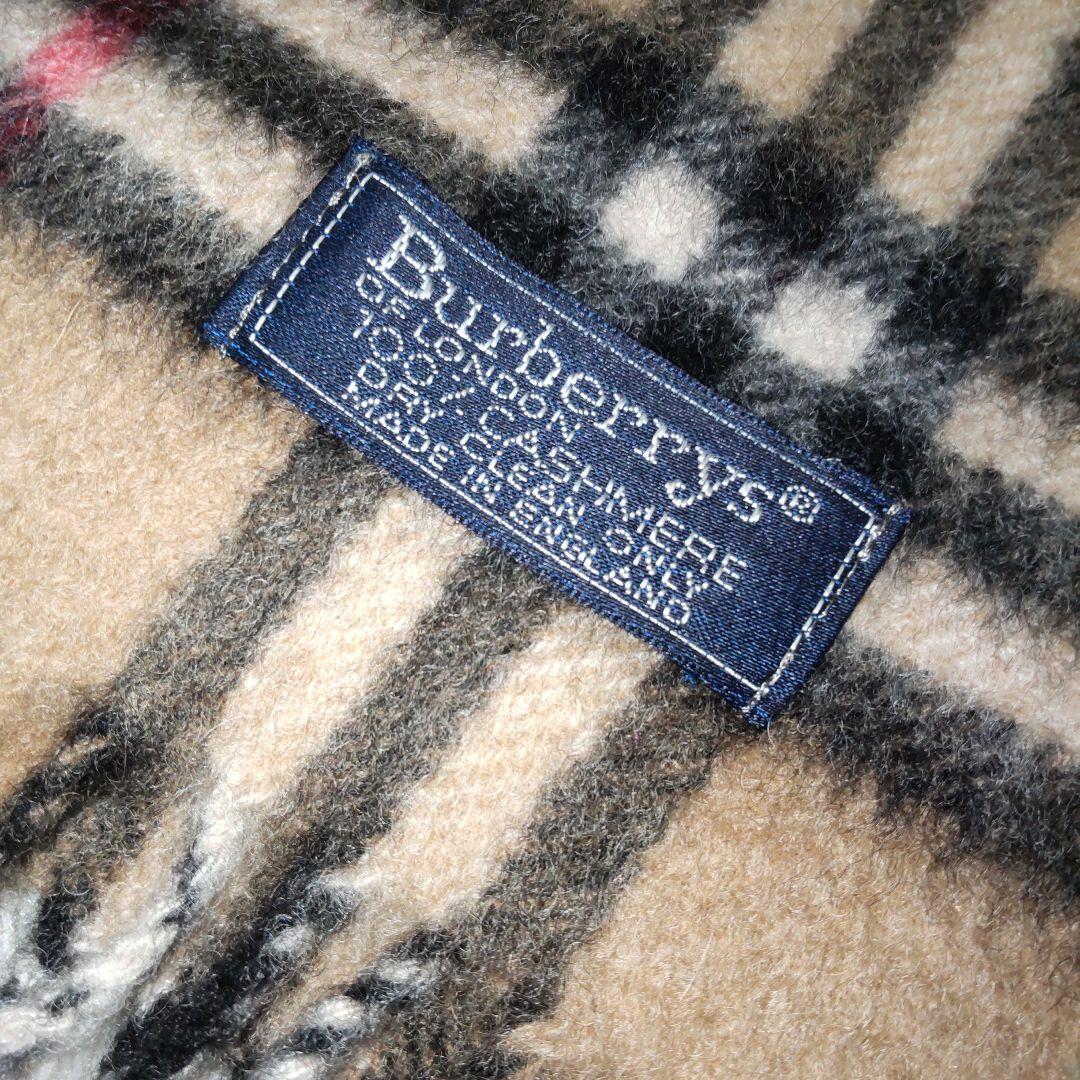 Burberrys®
OF LONDON
100% CASHMERE
DRY CLEAN ONLY
MADE IN ENGLAND